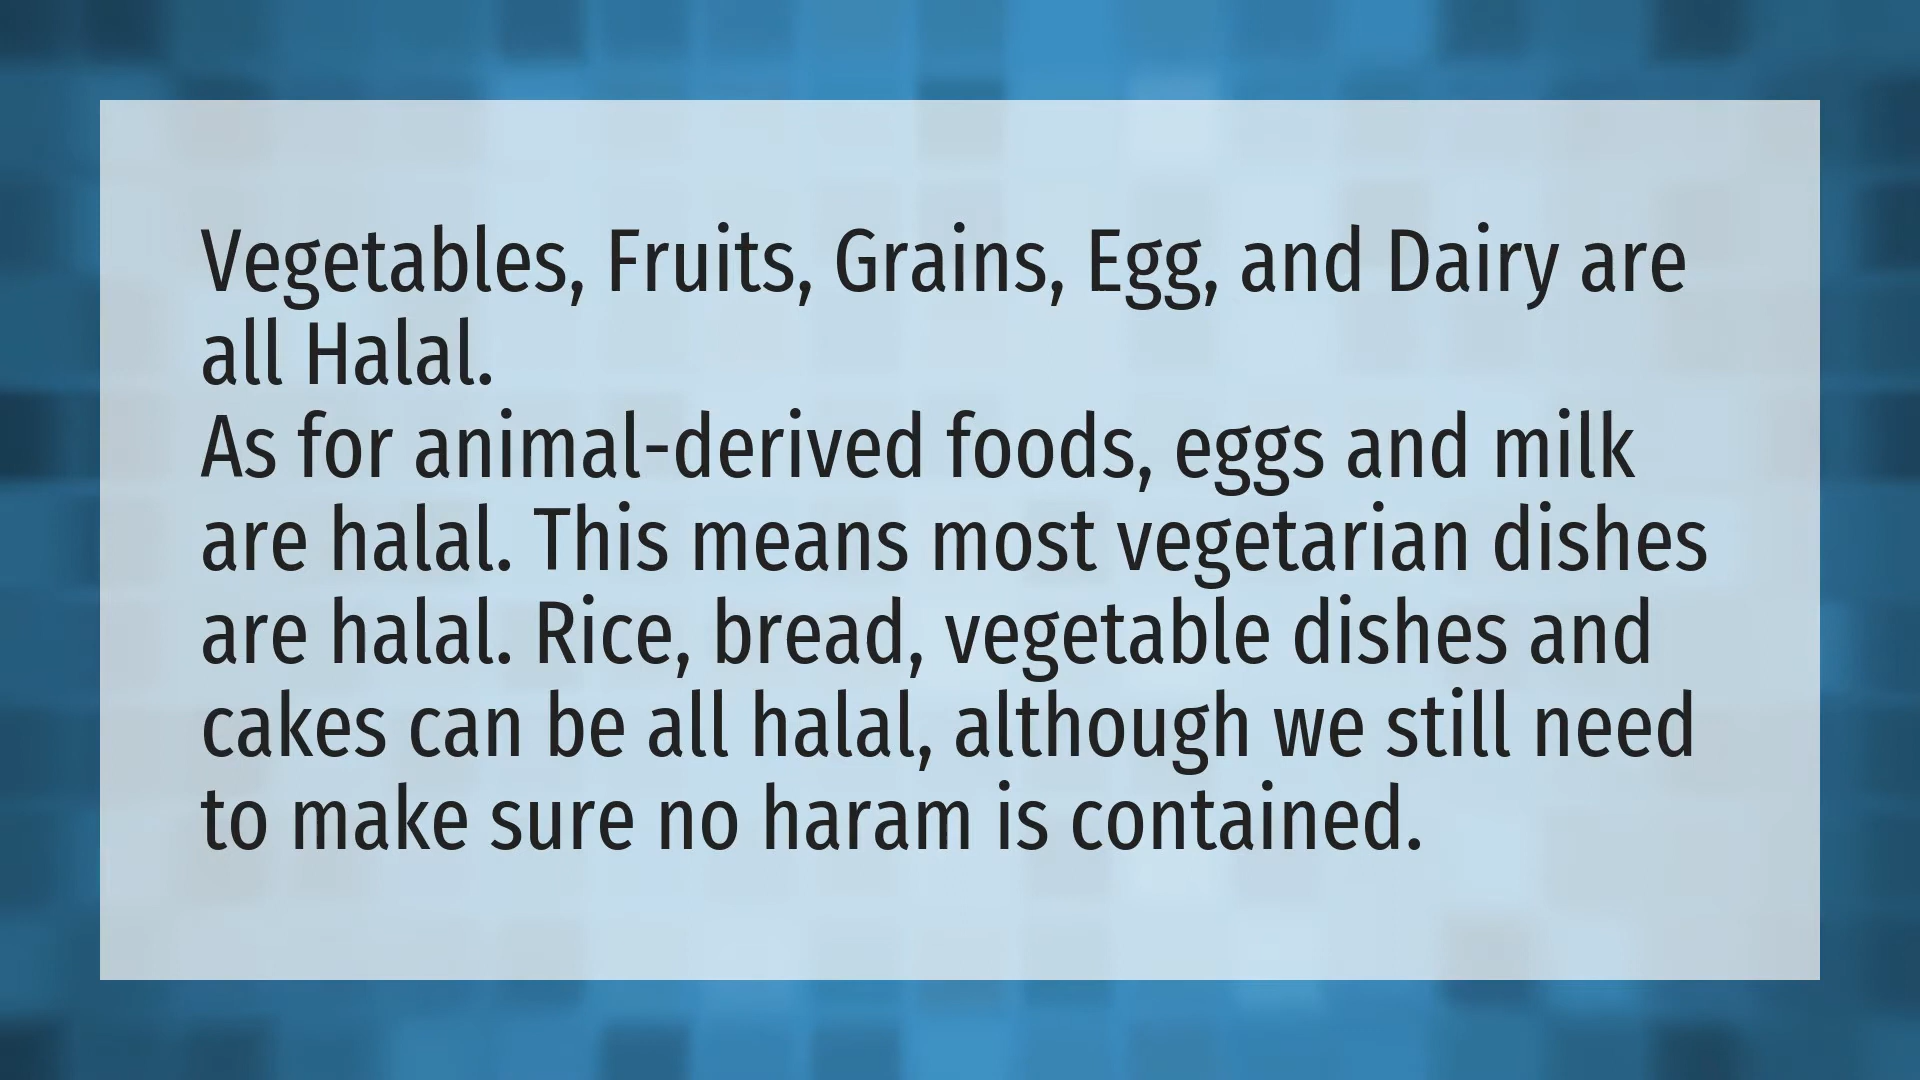 Vegetables, Fruits, Grains, Egg, and Dairy are
all Halal.
As for animal-derived foods, eggs and milk
are halal. This means most vegetarian dishes
are halal. Rice, bread, vegetable dishes and
cakes can be all halal, although we still need
to make sure no haram is contained.